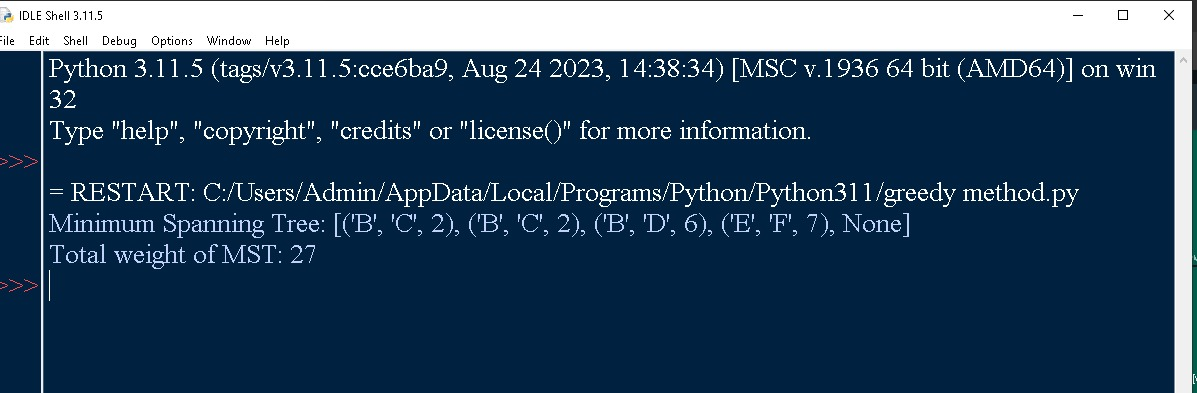 IDLE Shell 3.11.5
File Edit Shell Debug Options Window Help
Python 3.11.5 (tags/v3.11.5:cce6ba9, Aug 24 2023, 14:38:34) [MSC v.1936 64 bit (AMD64)] on win
32
Type "help", "copyright", "credits" or "license()" for more information.
>>>
= RESTART: C:/Users/Admin/AppData/Local/Programs/Python/Python311/greedy method.py
Minimum Spanning Tree: [('B', 'C', 2), ('B', 'C', 2), ('B', 'D', 6), ('E', 'F', 7), None]
Total weight of MST: 27
>>>